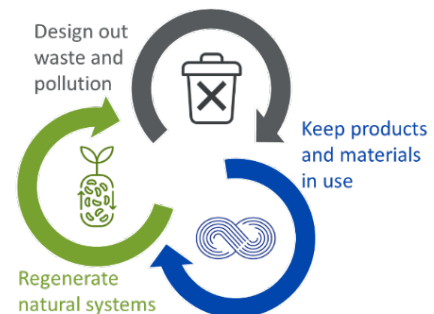 Design out
waste and
pollution
Keep products
and materials
in use
Regenerate
natural systems